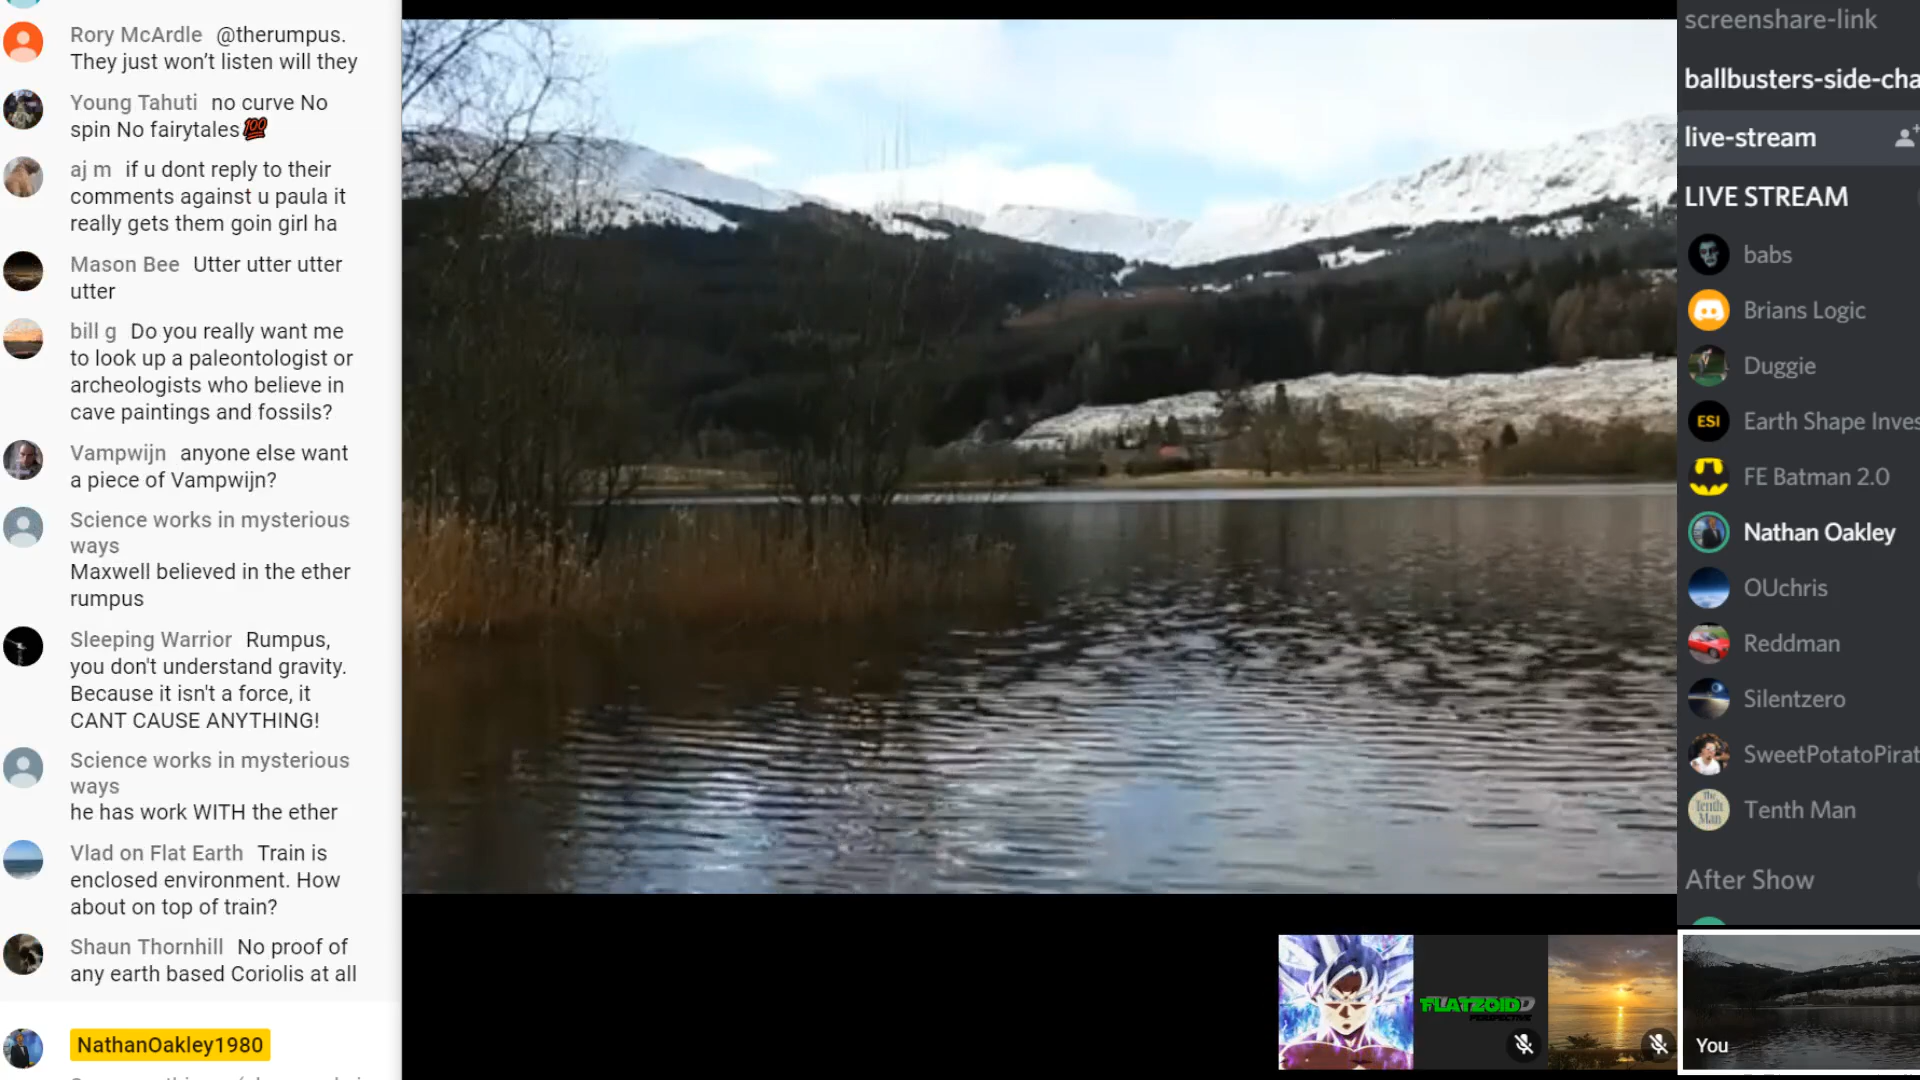 Rory McArdle @therumpus.
They just won’t listen will they
Young Tahuti no curve No
spin No fairytales💯
aj m if u dont reply to their
comments against u paula it
really gets them goin girl ha
Mason Bee Utter utter utter
utter
bill g Do you really want me
to look up a paleontologist or
archeologists who believe in
cave paintings and fossils?
Vampwijn anyone else want
a piece of Vampwijn?
Science works in mysterious
ways
Maxwell believed in the ether
rumpus
Sleeping Warrior Rumpus,
you don't understand gravity.
Because it isn't a force, it
CANT CAUSE ANYTHING!
Science works in mysterious
ways
he has work WITH the ether
Vlad on Flat Earth Train is
enclosed environment. How
about on top of train?
Shaun Thornhill No proof of
any earth based Coriolis at all
NathanOakley1980
screenshare-link
ballbusters-side-cha
live-stream
LIVE STREAM
babs
Brians Logic
Duggie
ESI
Earth Shape Inves
FE Batman 2.0
Nathan Oakley
OUchris
Reddman
Silentzero
SweetPotatoPirat
The Tenth Man
Tenth Man
After Show
FLATZOIDD
PERSPECTIVE
You